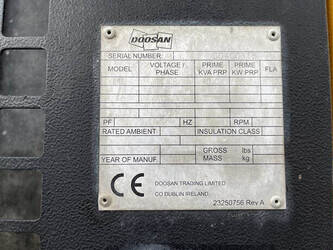 DOOSAN
SERIAL NUMBER
MODEL VOLTAGE / PHASE PRIME KVA PRP PRIME KW PRP FLA
PF HZ RPM
RATED AMBIENT INSULATION CLASS
YEAR OF MANUF. GROSS MASS lbs kg
CE
DOOSAN TRADING LIMITED
CO DUBLIN IRELAND
23250756 Rev A